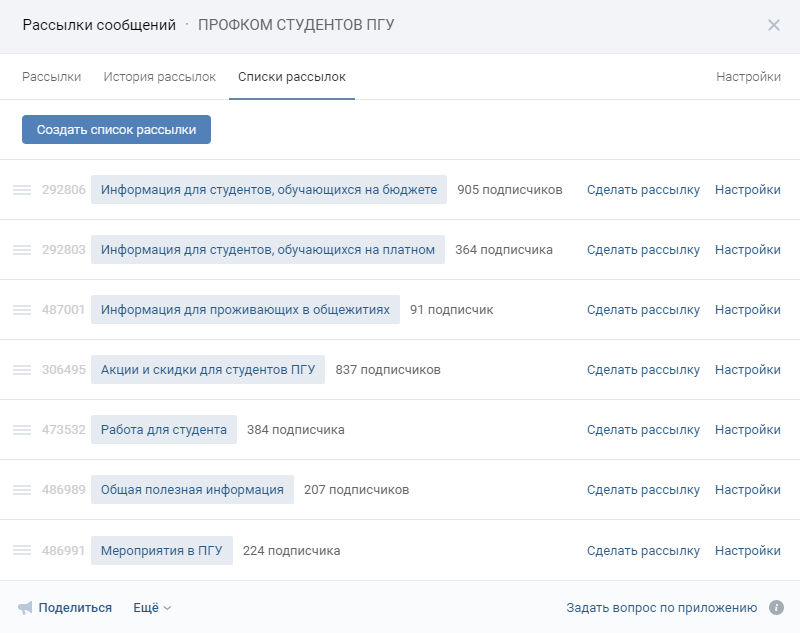 Рассылки сообщений · ПРОФКОМ СТУДЕНТОВ ПГУ
Рассылки История рассылок Списки рассылок Настройки
Создать список рассылки
292806 Информация для студентов, обучающихся на бюджете 905 подписчиков Сделать рассылку Настройки
292803 Информация для студентов, обучающихся на платном 364 подписчика Сделать рассылку Настройки
487001 Информация для проживающих в общежитиях 91 подписчик Сделать рассылку Настройки
306495 Акции и скидки для студентов ПГУ 837 подписчиков Сделать рассылку Настройки
473532 Работа для студента 384 подписчика Сделать рассылку Настройки
486989 Общая полезная информация 207 подписчиков Сделать рассылку Настройки
486991 Мероприятия в ПГУ 224 подписчика Сделать рассылку Настройки
Поделиться Ещё Задать вопрос по приложению i